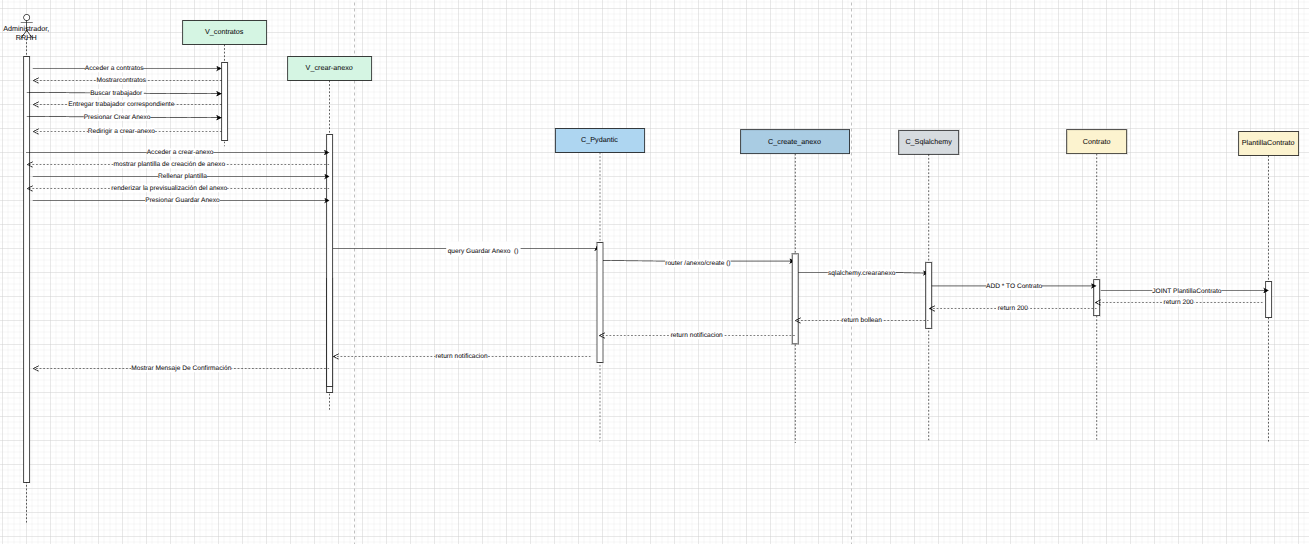 Administrador,
RRHH
V_contratos
V_crear-anexo
C_Pydantic
C_create_anexo
C_Sqlalchemy
Contrato
PlantillaContrato
Acceder a contratos
Mostrarcontratos
Buscar trabajador
Entregar trabajador correspondiente
Presionar Crear Anexo
Redirigir a crear-anexo
Acceder a crear-anexo
mostrar plantilla de creación de anexo
Rellenar plantilla
renderizar la previsualización del anexo
Presionar Guardar Anexo
query Guardar Anexo ()
router /anexo/create ()
sqlalchemy.crearanexo
ADD * TO Contrato
JOINT PlantillaContrato
return 200
return 200
return bollean
return notificacion
return notificacion
Mostrar Mensaje De Confirmación